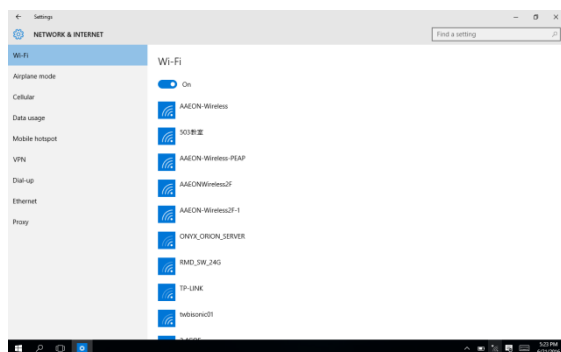 Settings
NETWORK & INTERNET
Find a setting
Wi-Fi
Airplane mode
Cellular
Data usage
Mobile hotspot
VPN
Dial-up
Ethernet
Proxy
Wi-Fi
On
AAEON-Wireless
503教室
AAEON-Wireless-PEAP
AAEONWireless2F
AAEON-Wireless2F-1
ONYX_ORION_SERVER
RMD_SW_24G
TP-LINK
twbisonic01
5:23 PM